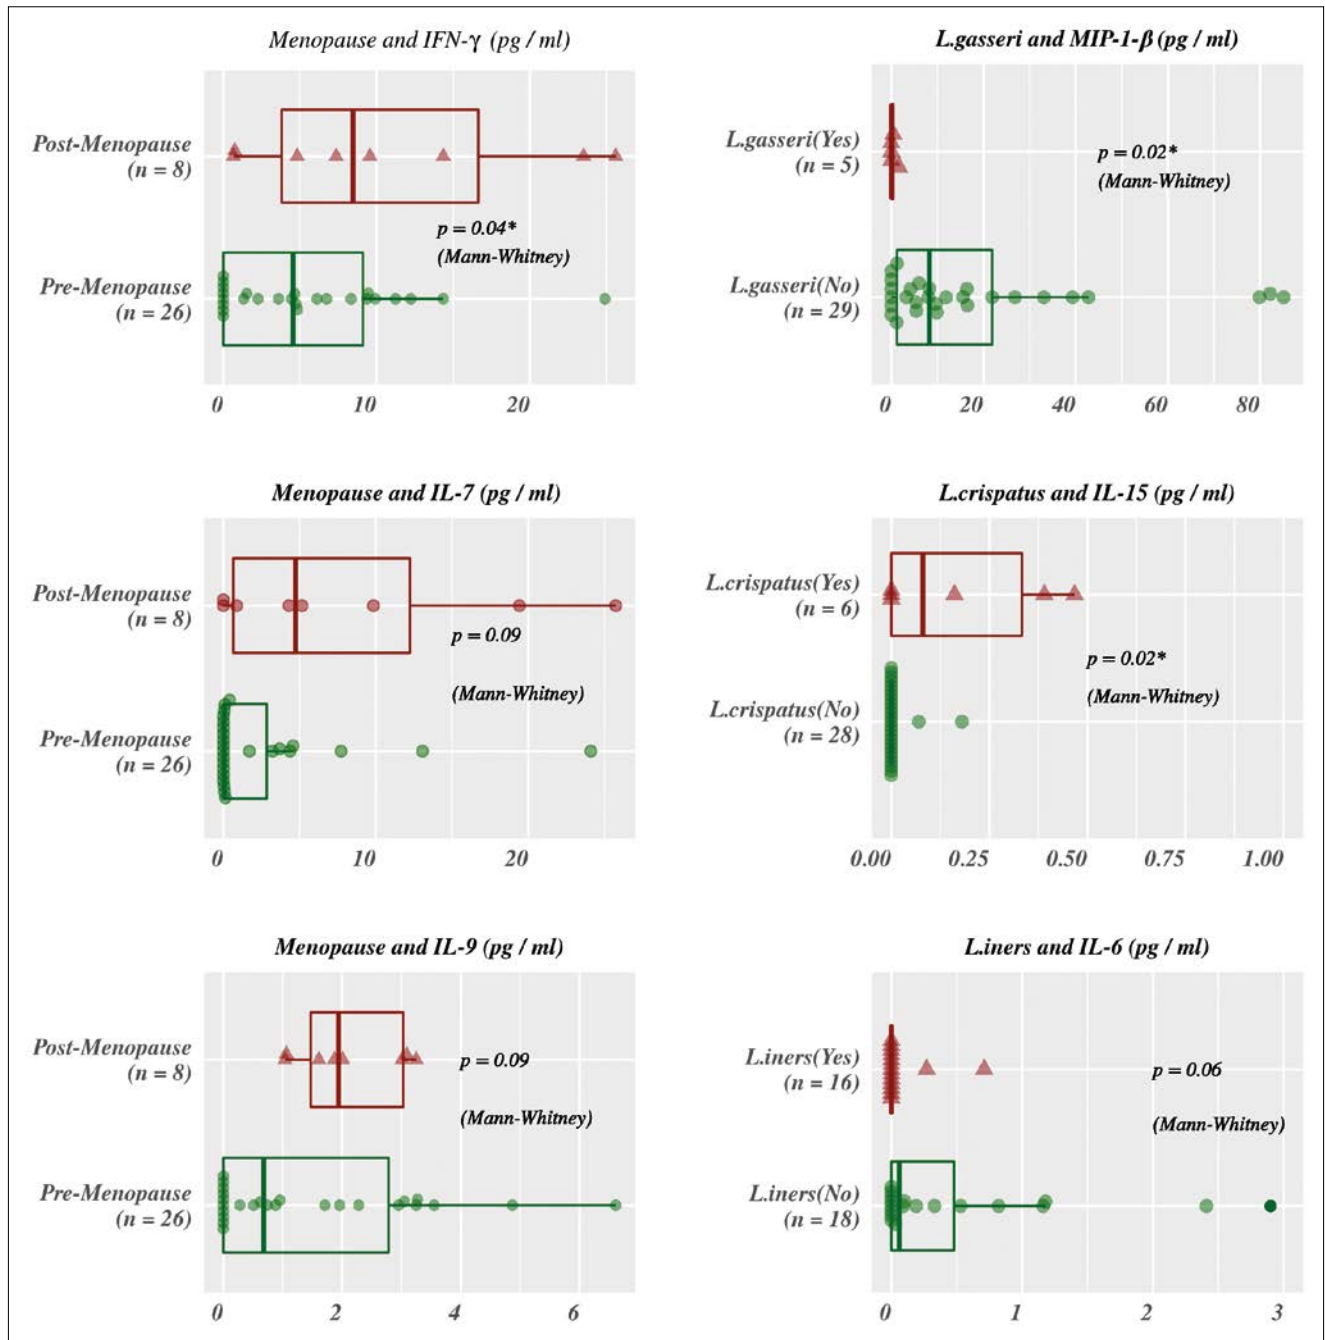 Menopause and IFN-γ (pg / ml)
Post-Menopause
(n = 8)
p = 0.04*
(Mann-Whitney)
Pre-Menopause
(n = 26)
0 10 20
L.gasseri and MIP-1-β (pg / ml)
L.gasseri(Yes)
(n = 5)
p = 0.02*
(Mann-Whitney)
L.gasseri(No)
(n = 29)
0 20 40 60 80
Menopause and IL-7 (pg / ml)
Post-Menopause
(n = 8)
p = 0.09
(Mann-Whitney)
Pre-Menopause
(n = 26)
0 10 20
L.crispatus and IL-15 (pg / ml)
L.crispatus(Yes)
(n = 6)
p = 0.02*
(Mann-Whitney)
L.crispatus(No)
(n = 28)
0.00 0.25 0.50 0.75 1.00
Menopause and IL-9 (pg / ml)
Post-Menopause
(n = 8)
p = 0.09
(Mann-Whitney)
Pre-Menopause
(n = 26)
0 2 4 6
L.iners and IL-6 (pg / ml)
L.iners(Yes)
(n = 16)
p = 0.06
(Mann-Whitney)
L.iners(No)
(n = 18)
0 1 2 3